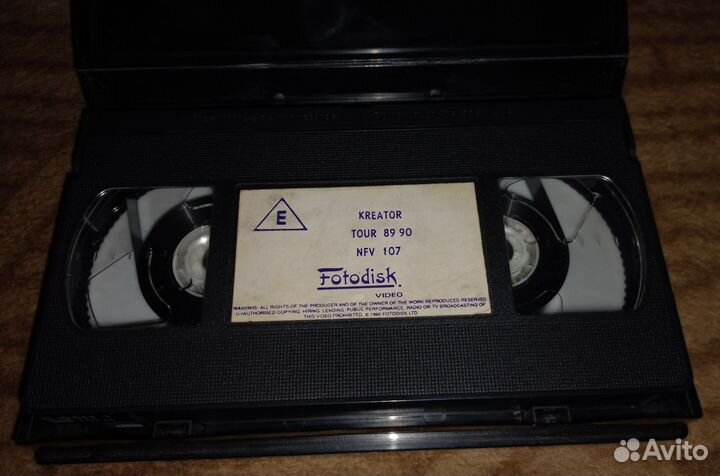 E
KREATOR
TOUR 89 90
NFV 107
Fotodisk
VIDEO
WARNING: ALL RIGHTS OF THE PRODUCER AND OF THE OWNER OF THE WORK REPRODUCED RESERVED
UNAUTHORISED COPYING, HIRING, LENDING, PUBLIC PERFORMANCE, RADIO OR TV BROADCASTING OF
THIS VIDEO PROHIBITED. © 1990 FOTODISK LTD.
Avito